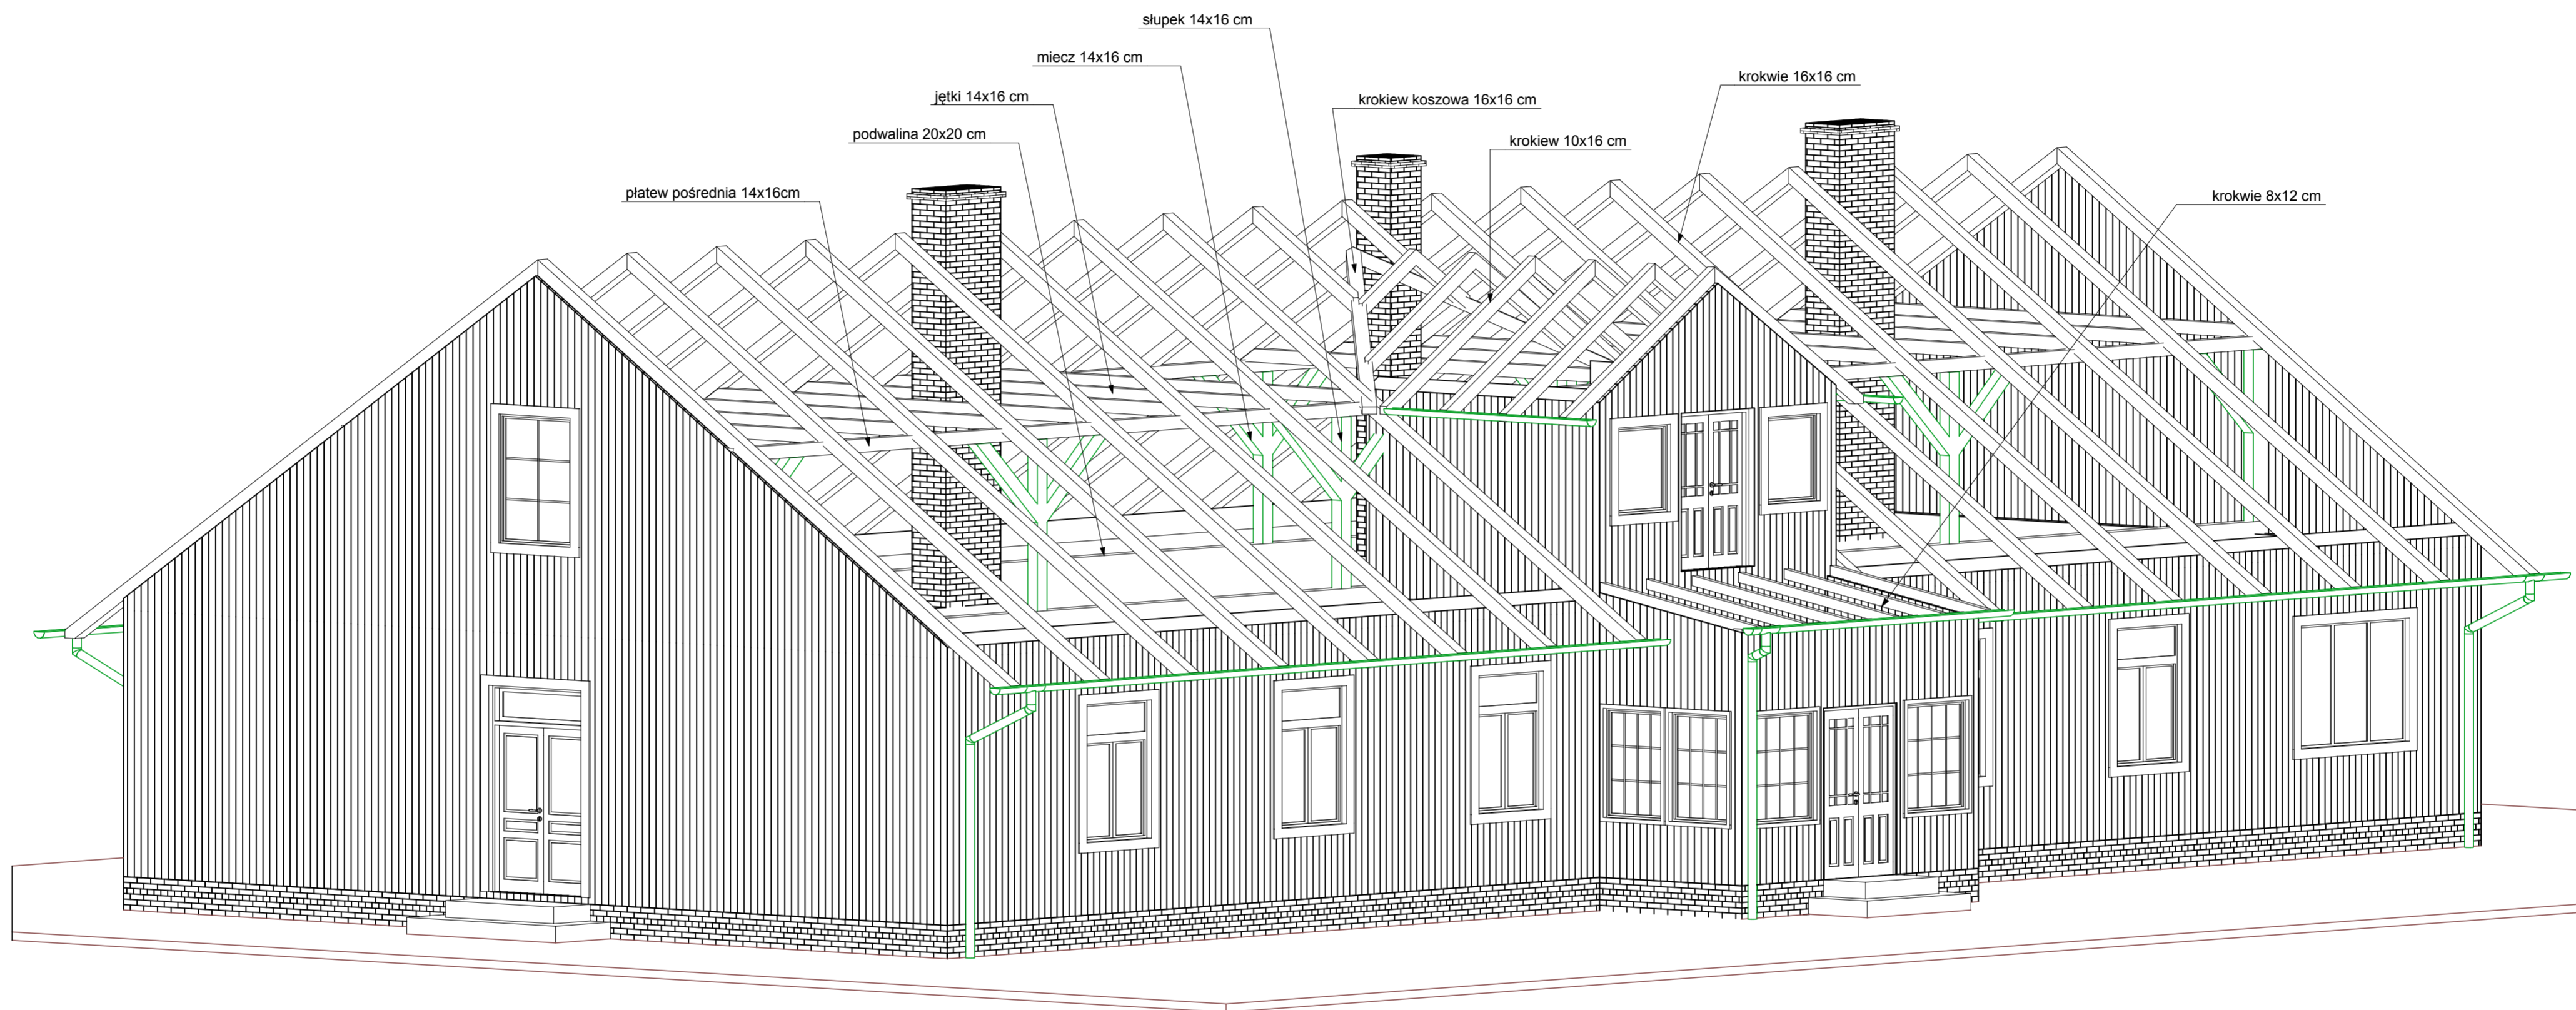 słupek 14x16 cm
miecz 14x16 cm
krokwie 16x16 cm
jętki 14x16 cm
krokiew koszowa 16x16 cm
podwalina 20x20 cm
krokiew 10x16 cm
płatew pośrednia 14x16cm
krokwie 8x12 cm